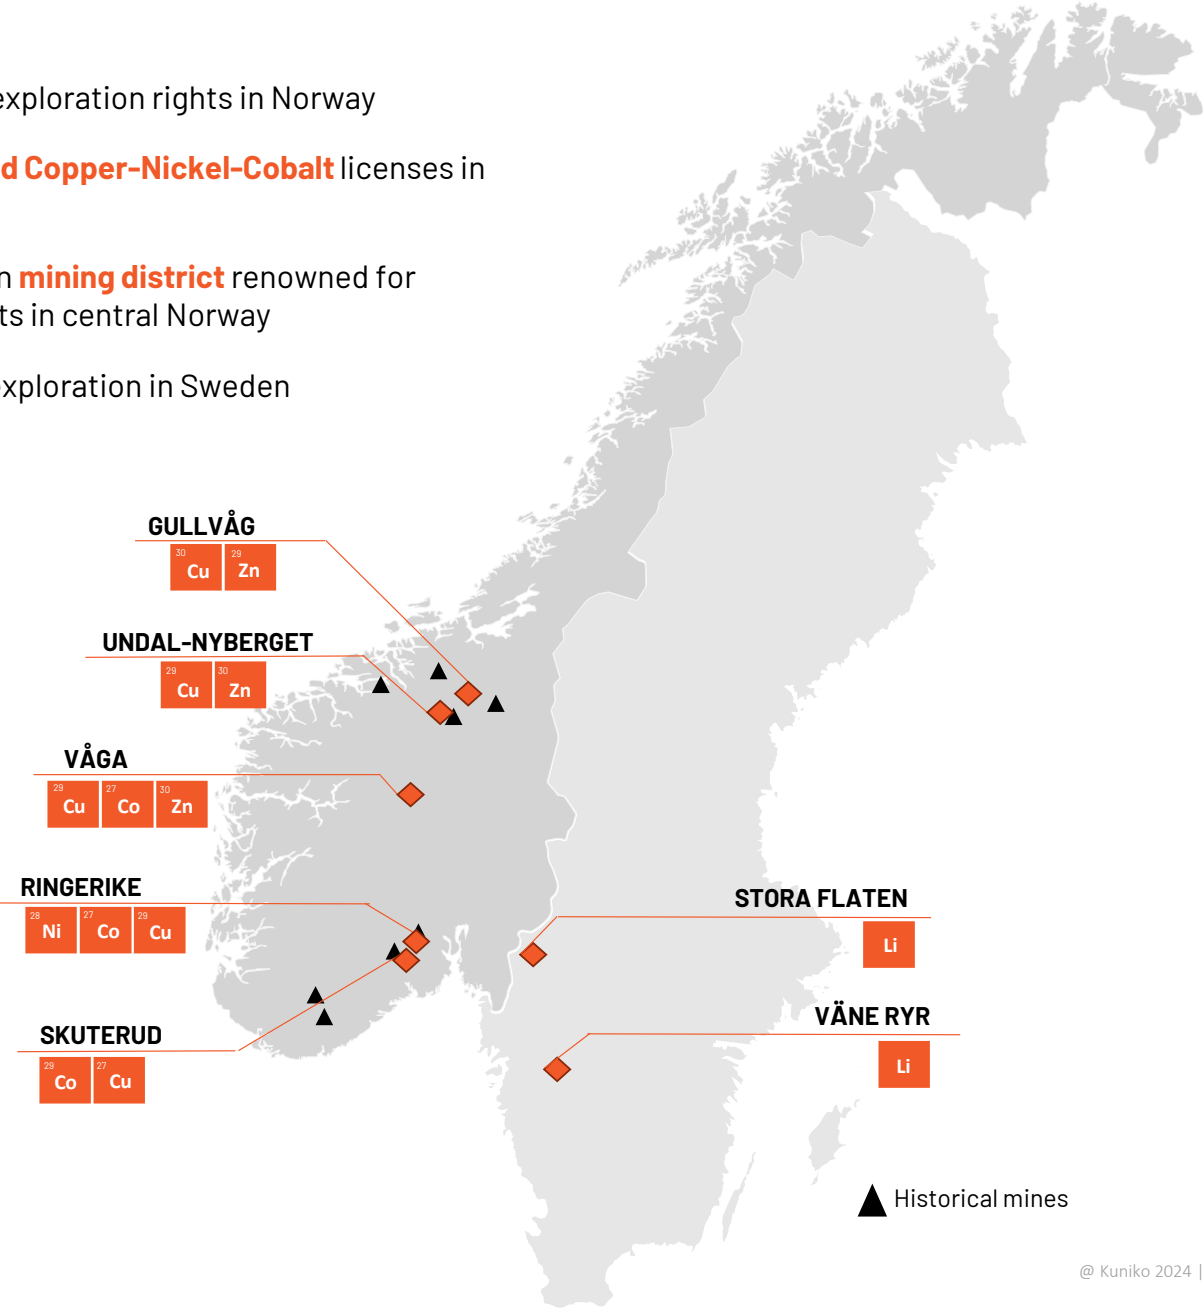 exploration rights in Norway
d Copper-Nickel-Cobalt licenses in
n mining district renowned for
ts in central Norway
exploration in Sweden
GULLVÅG
30 Cu 29 Zn
UNDAL-NYBERGET
29 Cu 30 Zn
VÅGA
29 Cu 27 Co 30 Zn
RINGERIKE
28 Ni 27 Co 29 Cu
STORA FLATEN
Li
VÄNE RYR
Li
SKUTERUD
29 Co 27 Cu
Historical mines
@ Kuniko 2024 |